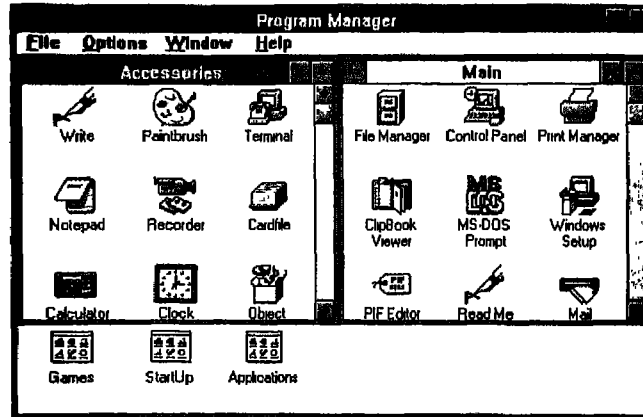 Program Manager
File Options Window Help
Accessories
Write Paintbrush Terminal
Notepad Recorder Cardfile
Calculator Clock Object
Main
File Manager Control Panel Print Manager
ClipBook Viewer MS-DOS Prompt Windows Setup
PIF Editor Read Me Mail
Games StartUp Applications